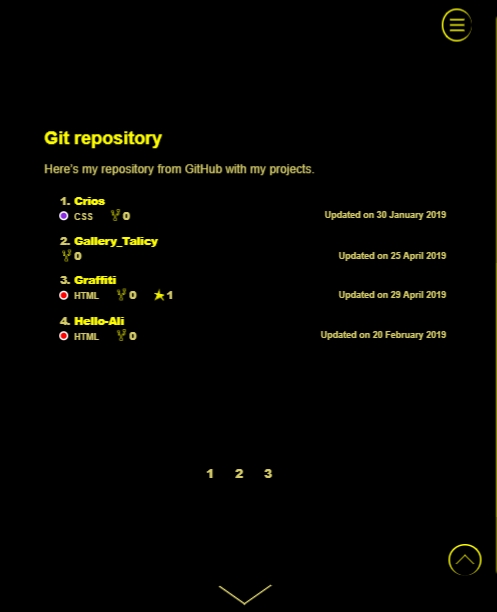 Git repository
Here's my repository from GitHub with my projects.
1. Crios
CSS 0 Updated on 30 January 2019
2. Gallery_Talicy
0 Updated on 25 April 2019
3. Graffiti
HTML 0 1 Updated on 29 April 2019
4. Hello-Ali
HTML 0 Updated on 20 February 2019
1 2 3